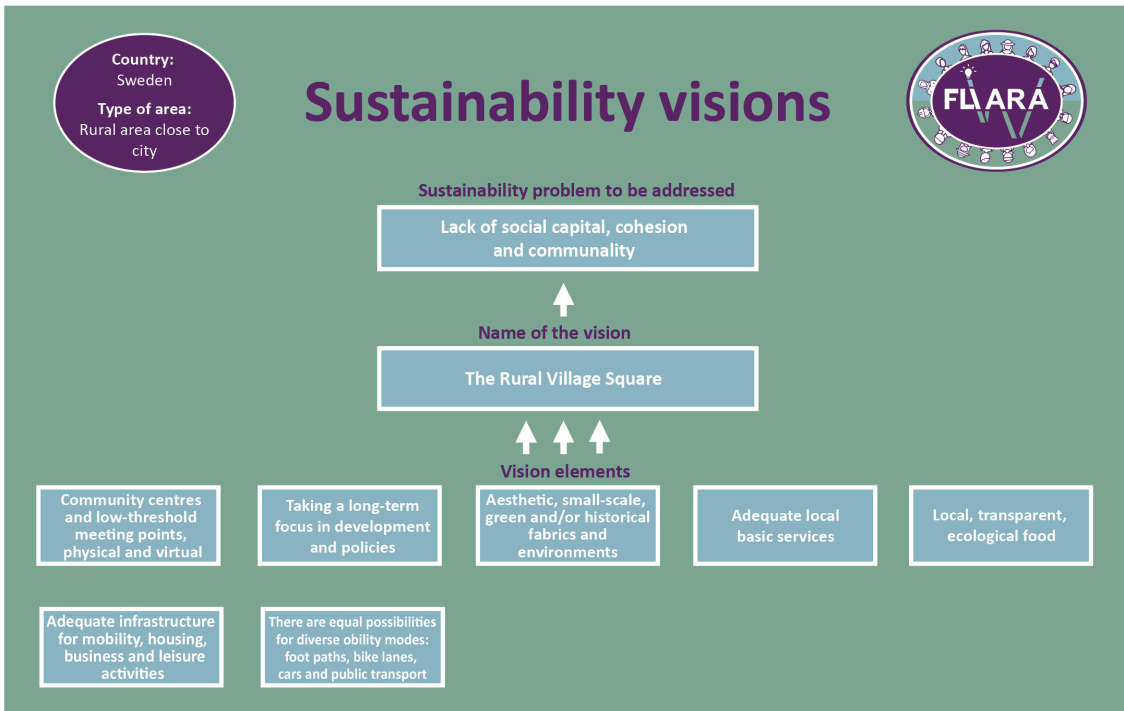 Country:
Sweden
Type of area:
Rural area close to
city
Sustainability visions
FLIARA
Sustainability problem to be addressed
Lack of social capital, cohesion
and communality
Name of the vision
The Rural Village Square
Vision elements
Community centres
and low-threshold
meeting points,
physical and virtual
Taking a long-term
focus in development
and policies
Aesthetic, small-scale,
green and/or historical
fabrics and
environments
Adequate local
basic services
Local, transparent,
ecological food
Adequate infrastructure
for mobility, housing,
business and leisure
activities
There are equal possibilities
for diverse obility modes:
foot paths, bike lanes,
cars and public transport